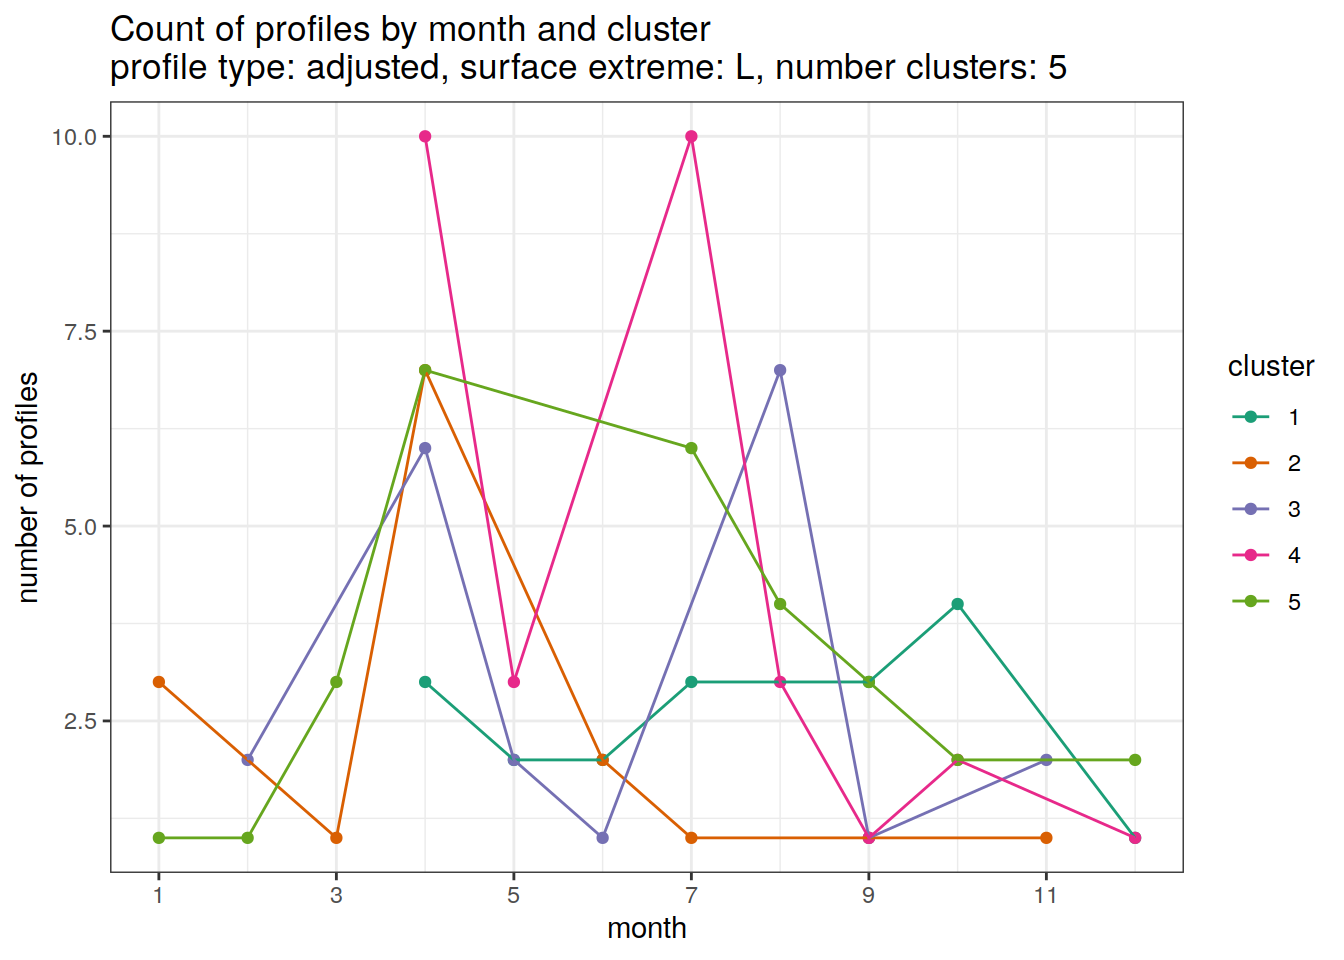 Count of profiles by month and cluster
profile type: adjusted, surface extreme: L, number clusters: 5
10.0
7.5
5.0
2.5
number of profiles
1 3 5 7 9 11
month
cluster
1
2
3
4
5